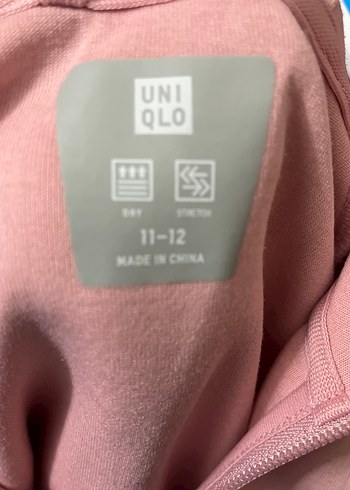 UNI
QLO
DRY STRETCH
11-12
MADE IN CHINA